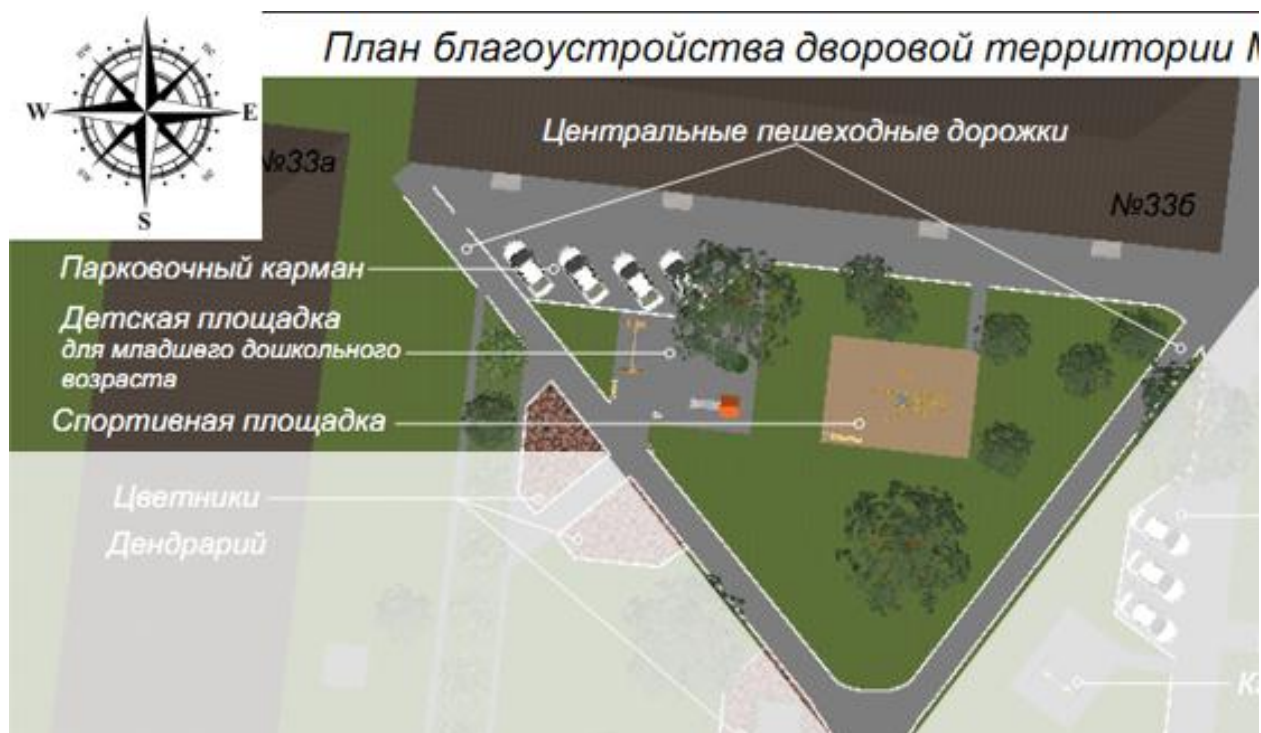 План благоустройства дворовой территории
W
E
S
№33а
Центральные пешеходные дорожки
№33б
Парковочный карман
Детская площадка
для младшего дошкольного
возраста
Спортивная площадка
Цветники
Дендрарий